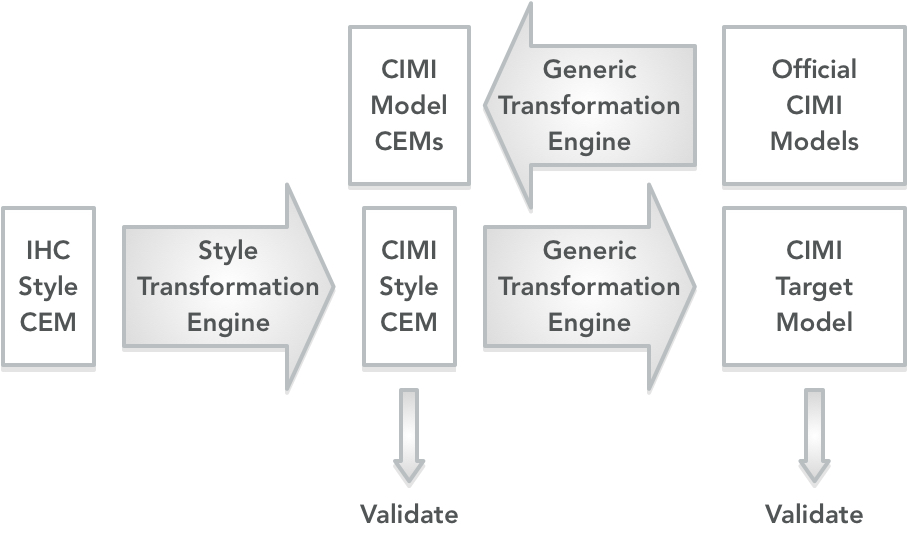 CIMI
Model
CEMs
Generic
Transformation
Engine
Official
CIMI
Models
IHC
Style
CEM
Style
Transformation
Engine
CIMI
Style
CEM
Generic
Transformation
Engine
CIMI
Target
Model
Validate
Validate